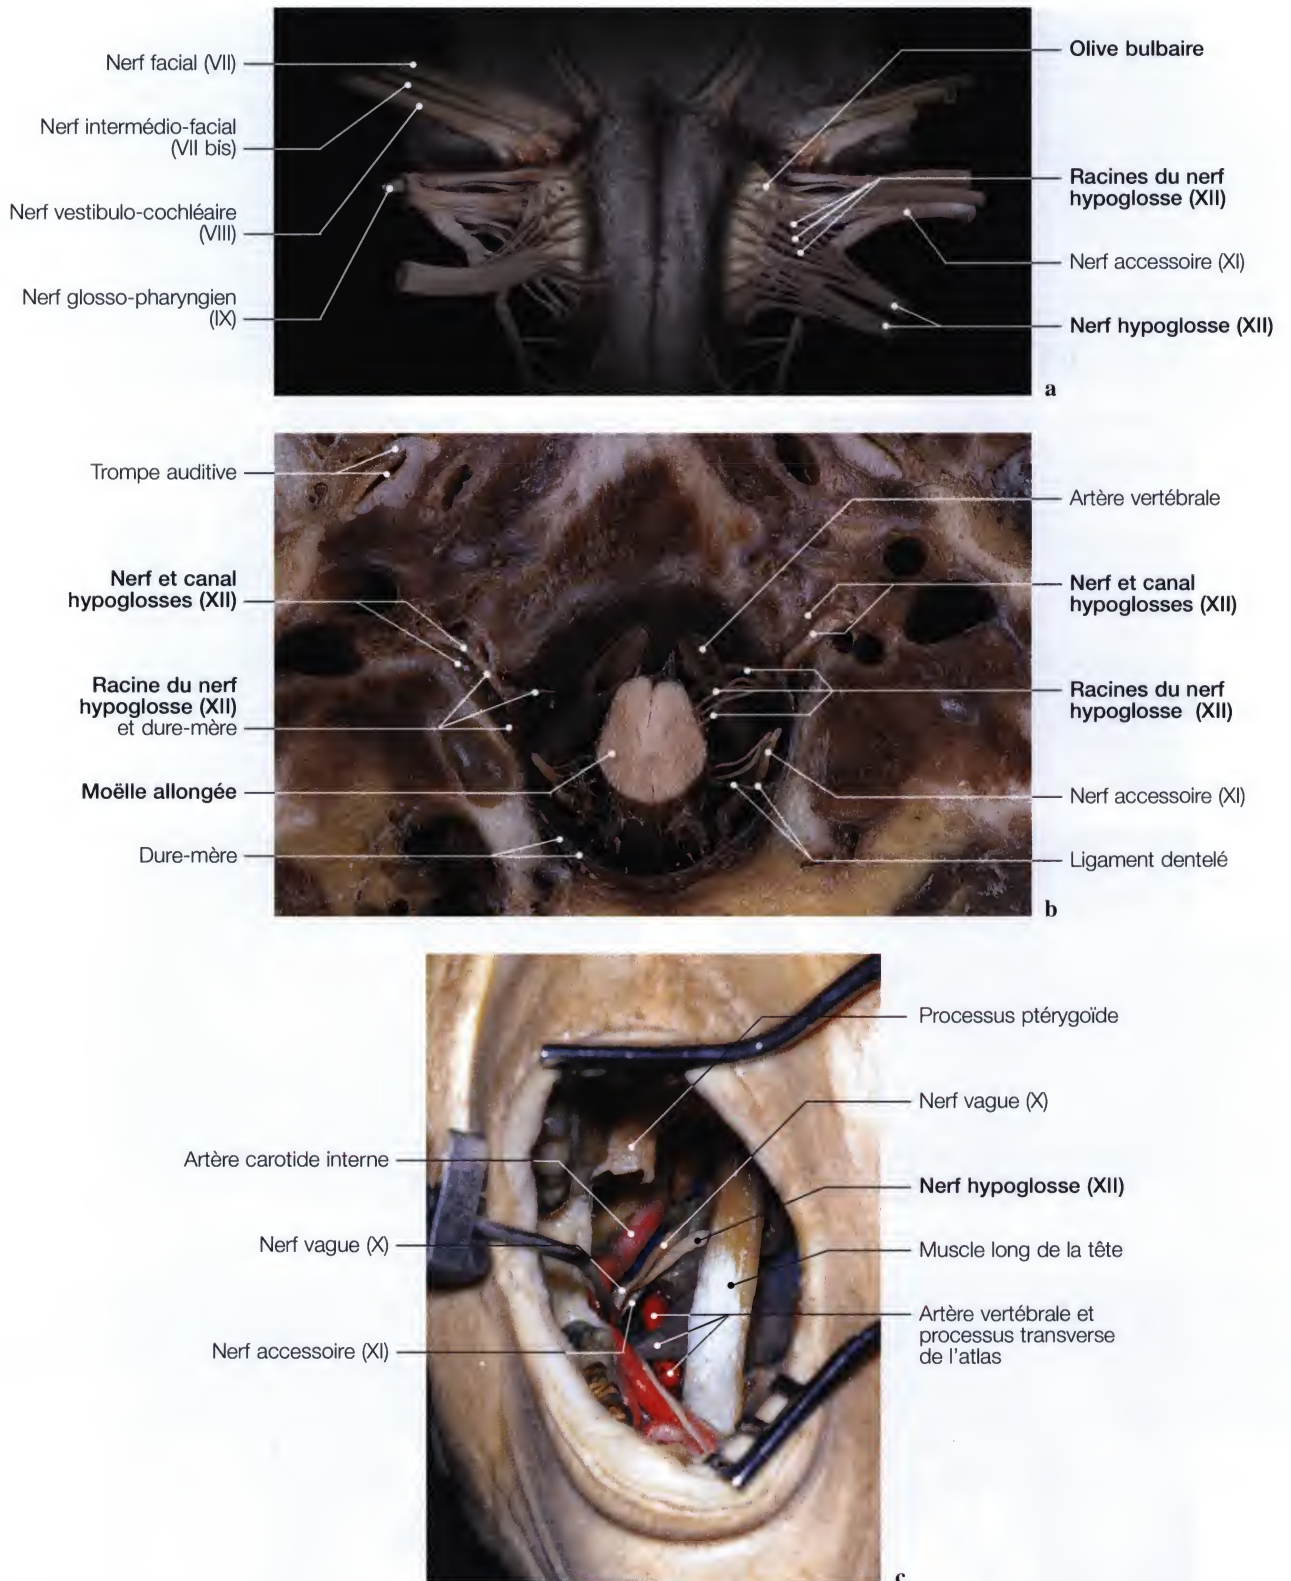 Nerf facial (VII)
Nerf intermédio-facial
(VII bis)
Nerf vestibulo-cochléaire
(VIII)
Nerf glosso-pharyngien
(IX)
Olive bulbaire
Racines du nerf
hypoglosse (XII)
Nerf accessoire (XI)
Nerf hypoglosse (XII)
a
Trompe auditive
Nerf et canal
hypoglosses (XII)
Racine du nerf
hypoglosse (XII)
et dure-mère
Moëlle allongée
Dure-mère
Artère vertébrale
Nerf et canal
hypoglosses (XII)
Racines du nerf
hypoglosse (XII)
Nerf accessoire (XI)
Ligament dentelé
b
Artère carotide interne
Nerf vague (X)
Nerf accessoire (XI)
Processus ptérygoïde
Nerf vague (X)
Nerf hypoglosse (XII)
Muscle long de la tête
Artère vertébrale et
processus transverse
de l'atlas
c